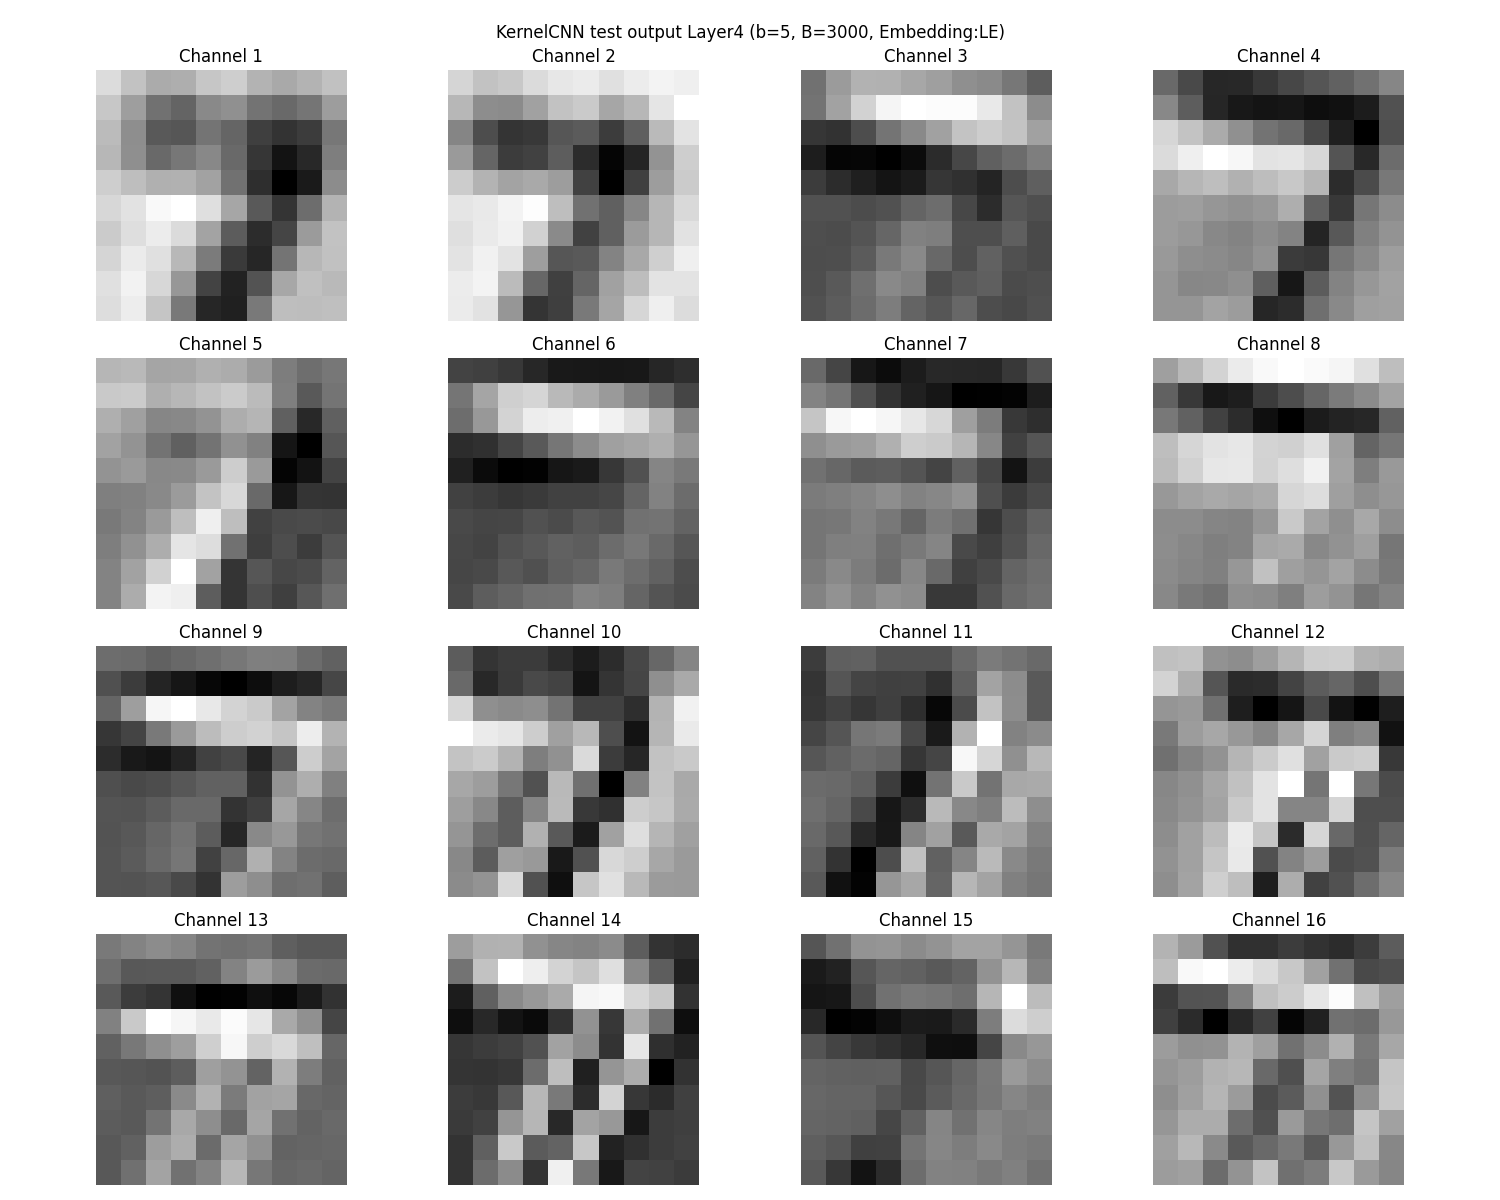 KernelCNN test output Layer4 (b=5, B=3000, Embedding:LE)
Channel 1
Channel 2
Channel 3
Channel 4
Channel 5
Channel 6
Channel 7
Channel 8
Channel 9
Channel 10
Channel 11
Channel 12
Channel 13
Channel 14
Channel 15
Channel 16